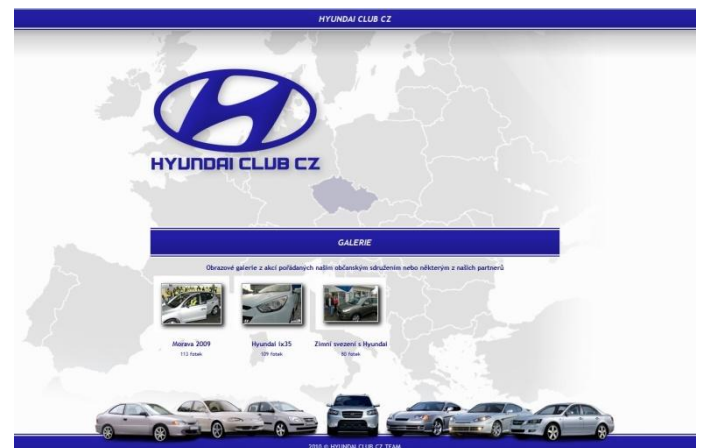 HYUNDAI CLUB CZ
HYUNDAI CLUB CZ
GALERIE
Obrazové galerie z akcí pořádaných naším občanským sdružením nebo některým z našich partnerů
Morava 2009
Hyundai ix35
Zimní svezení s Hyundai
112 fotek
109 fotek
50 fotek
2010 © HYUNDAI CLUB CZ TEAM